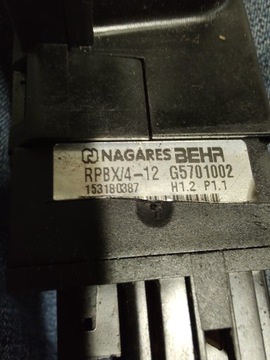 NAGARES BEHR
RPBX/4-12 G5701002
153180387 H1.2 P1.1